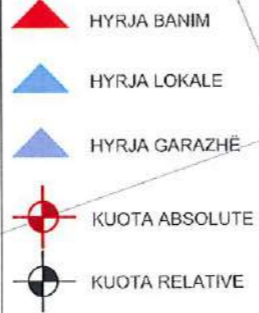 HYRJA BANIM
HYRJA LOKALE
HYRJA GARAZHË
KUOTA ABSOLUTE
KUOTA RELATIVE